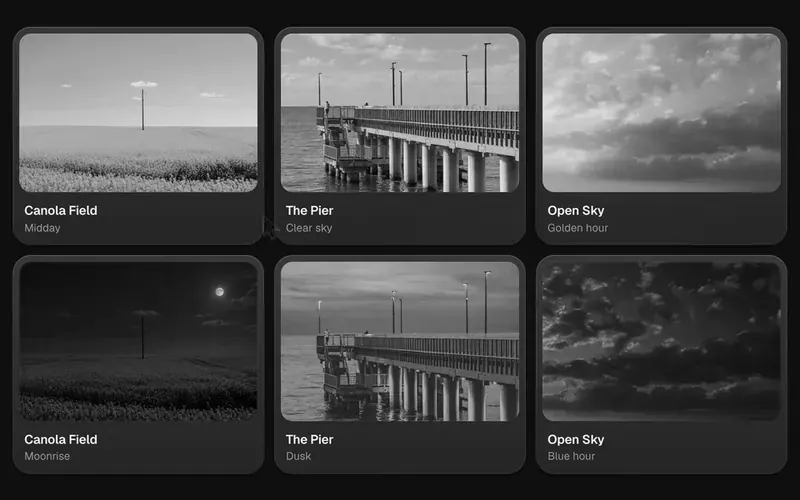 Canola Field
Midday
The Pier
Clear sky
Open Sky
Golden hour
Canola Field
Moonrise
The Pier
Dusk
Open Sky
Blue hour